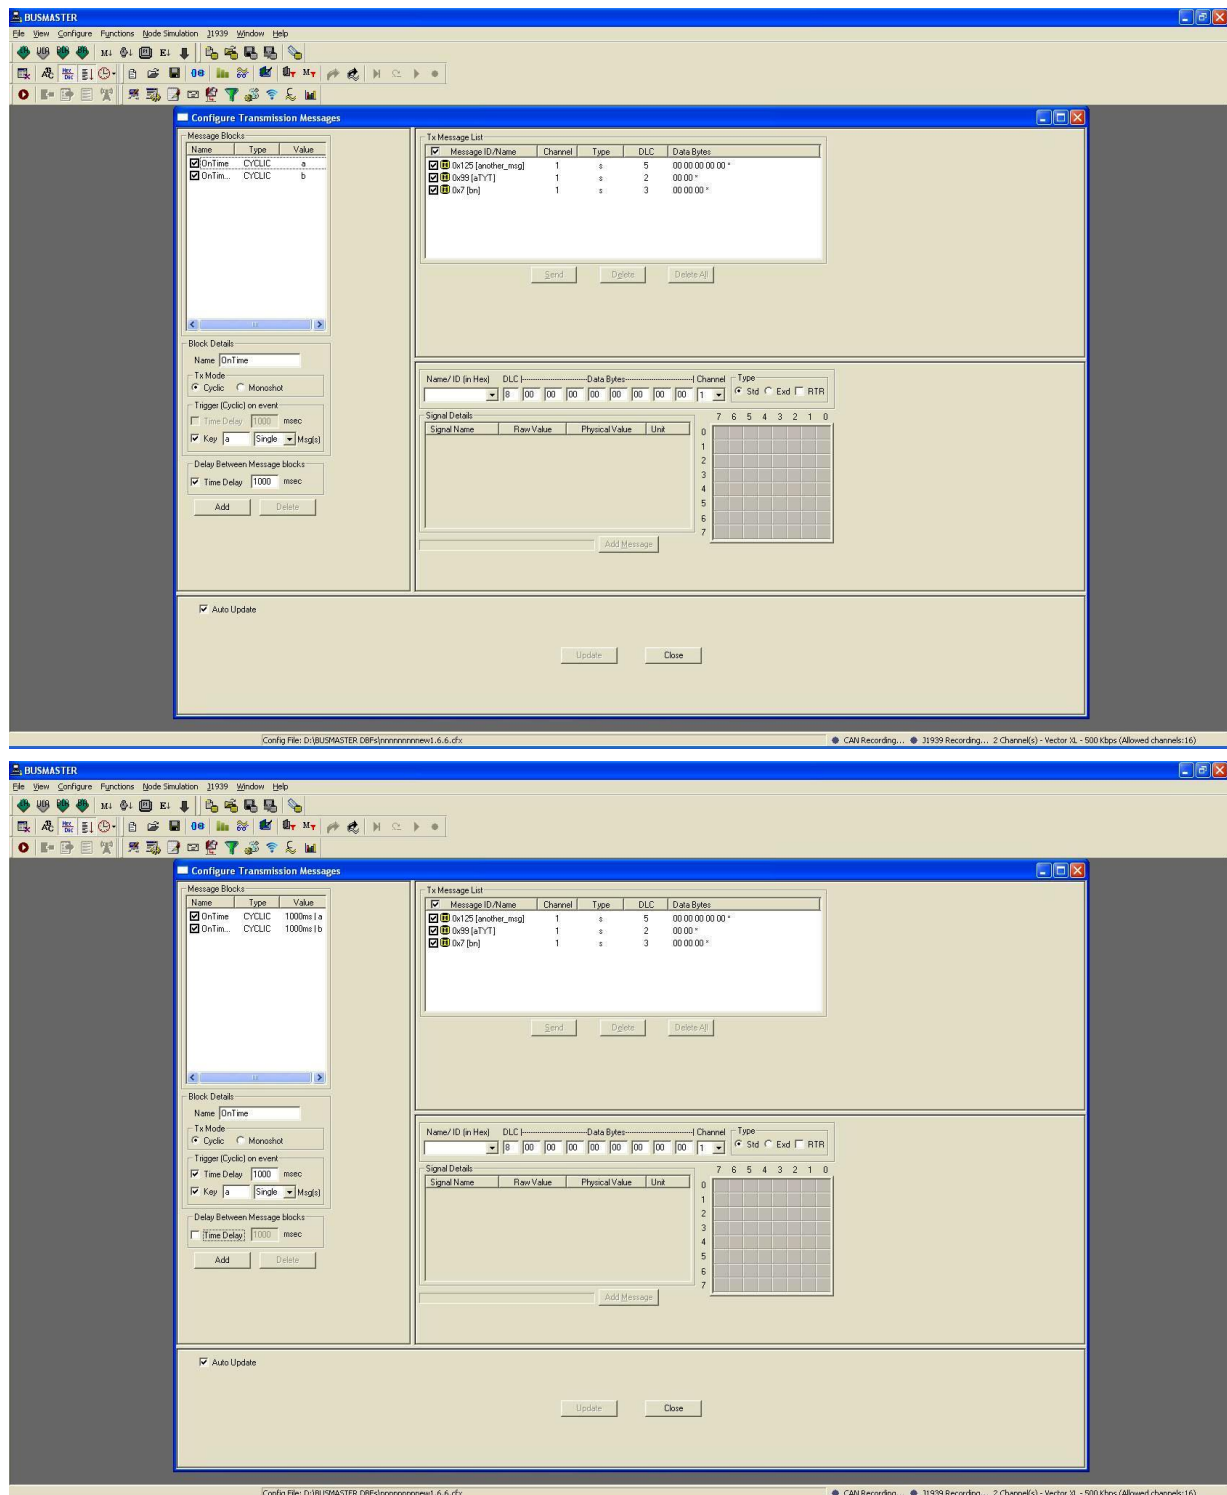 BUSMASTER
File View Configure Functions Node Simulation J1939 Window Help
Configure Transmission Messages
Message Blocks
Name Type Value
OnTime CYCLIC a
OnTim... CYCLIC b
Block Details
Name OnTime
Tx Mode
Cyclic Monoshot
Trigger (Cyclic) on event
Time Delay 1000 msec
Key a Single Msg(s)
Delay Between Message blocks
Time Delay 1000 msec
Add Delete
Tx Message List
Message ID/Name Channel Type DLC Data Bytes
0x125 [another_msg] 1 s 5 00 00 00 00 00 *
0x99 [aTYT] 1 s 2 00 00 *
0x7 [bn] 1 s 3 00 00 00 *
Send Delete Delete All
Name/ ID (in Hex) DLC |----Data Bytes----| Channel Type
8 00 00 00 00 00 00 00 00 1 Std Exd RTR
Signal Details 7 6 5 4 3 2 1 0
Signal Name Raw Value Physical Value Unit
0
1
2
3
4
5
6
7
Add Message
Auto Update
Update Close
Config File: D:\BUSMASTER DBFs\nnnnnnnnnew1.6.6.cfx CAN Recording... J1939 Recording... 2 Channel(s) - Vector XL - 500 Kbps (Allowed channels:16)
BUSMASTER
File View Configure Functions Node Simulation J1939 Window Help
Configure Transmission Messages
Message Blocks
Name Type Value
OnTime CYCLIC 1000ms | a
OnTim... CYCLIC 1000ms | b
Block Details
Name OnTime
Tx Mode
Cyclic Monoshot
Trigger (Cyclic) on event
Time Delay 1000 msec
Key a Single Msg(s)
Delay Between Message blocks
Time Delay 1000 msec
Add Delete
Tx Message List
Message ID/Name Channel Type DLC Data Bytes
0x125 [another_msg] 1 s 5 00 00 00 00 00 *
0x99 [aTYT] 1 s 2 00 00 *
0x7 [bn] 1 s 3 00 00 00 *
Send Delete Delete All
Name/ ID (in Hex) DLC |----Data Bytes----| Channel Type
8 00 00 00 00 00 00 00 00 1 Std Exd RTR
Signal Details 7 6 5 4 3 2 1 0
Signal Name Raw Value Physical Value Unit
0
1
2
3
4
5
6
7
Add Message
Auto Update
Update Close
Config File: D:\BUSMASTER DBFs\nnnnnnnnnew1.6.6.cfx CAN Recording... J1939 Recording... 2 Channel(s) - Vector XL - 500 Kbps (Allowed channels:16)